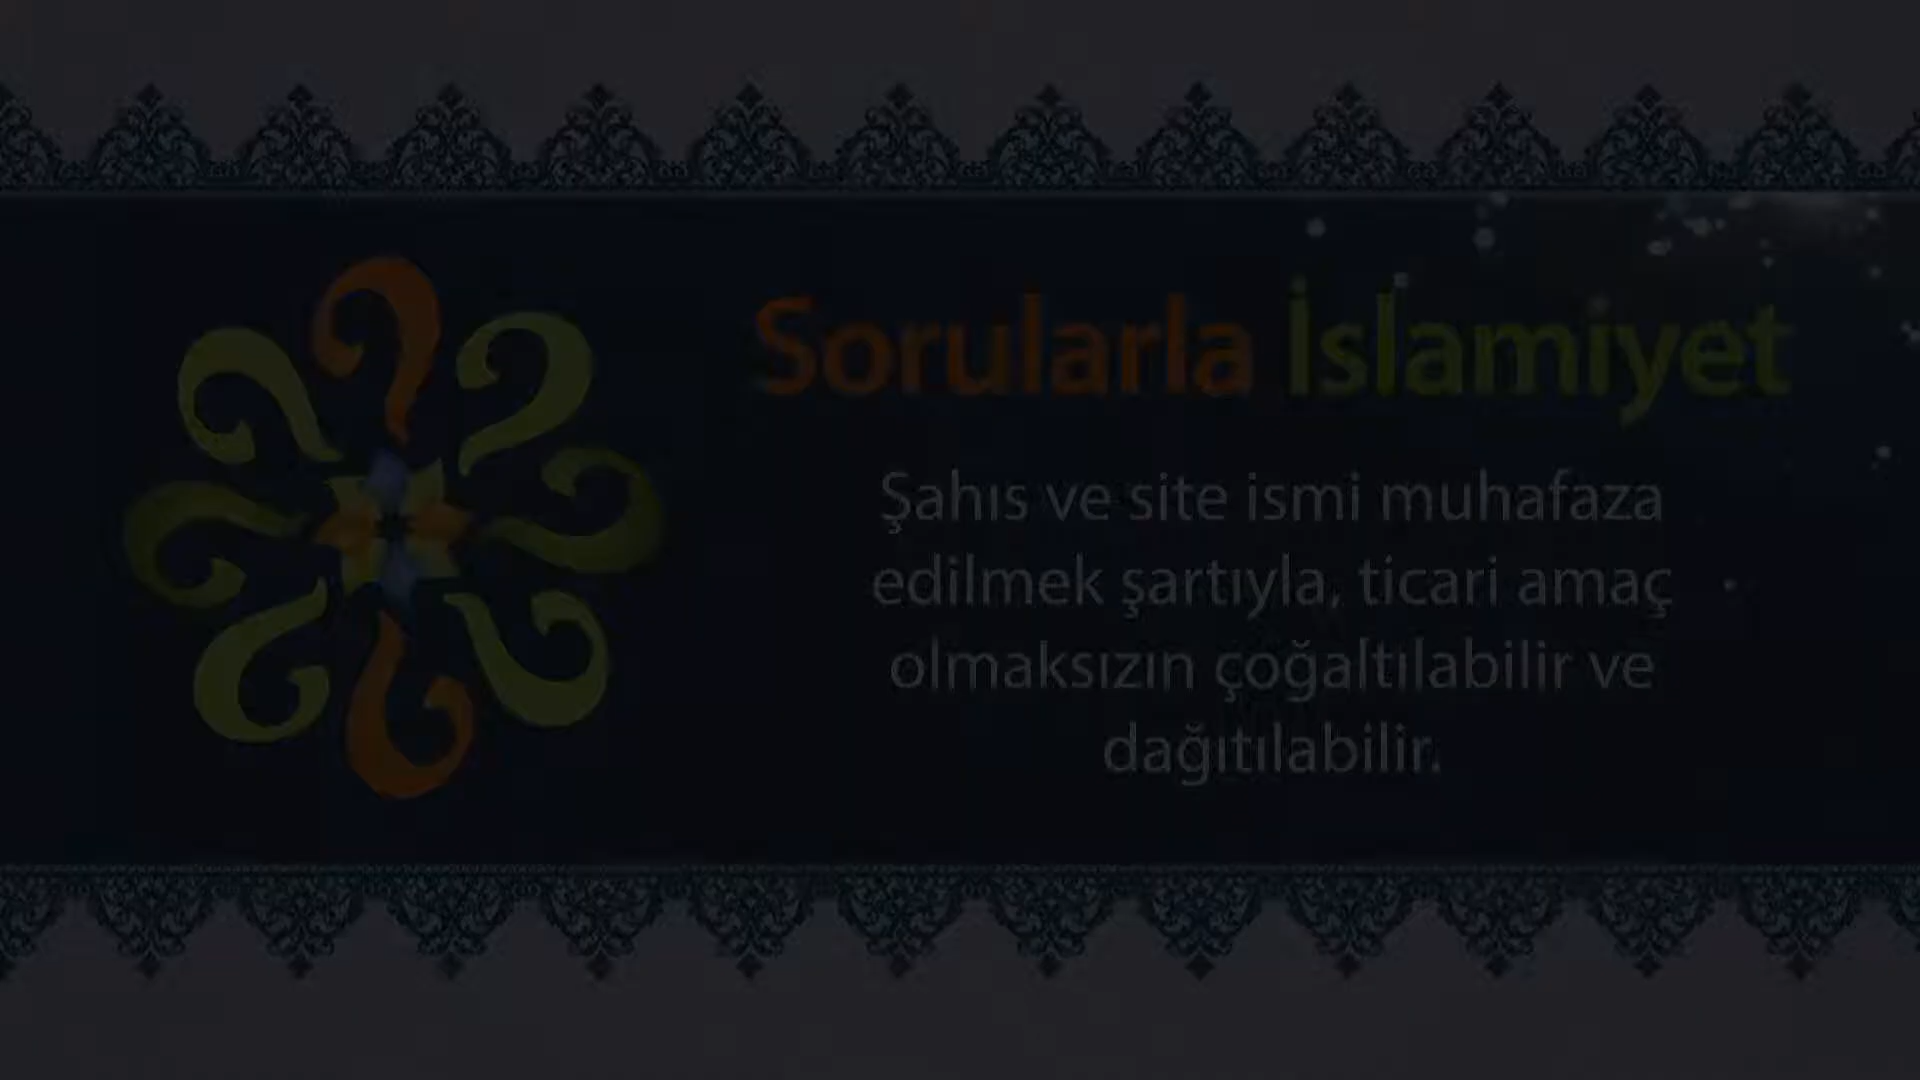 Sorularla İslamiyet
Şahıs ve site ismi muhafaza
edilmek şartıyla, ticari amaç
olmaksızın çoğaltılabilir ve
dağıtılabilir.